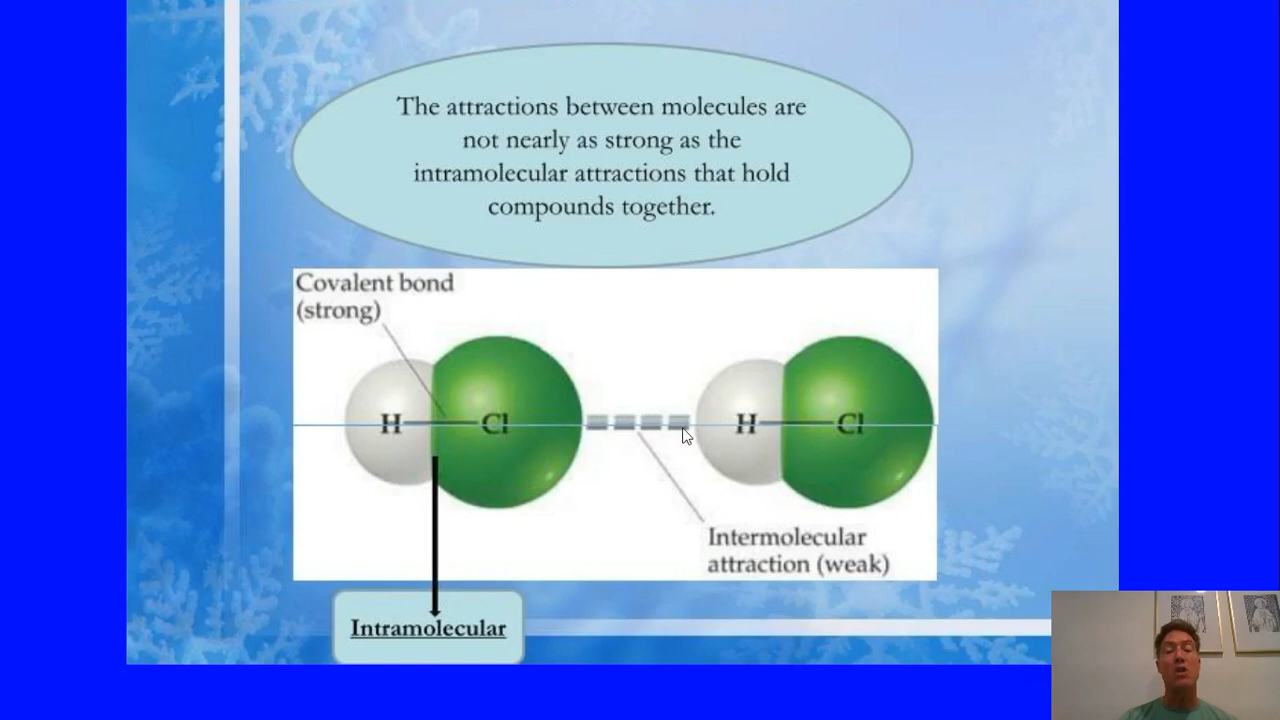 The attractions between molecules are
not nearly as strong as the
intramolecular attractions that hold
compounds together.
Covalent bond
(strong)
H Cl
H Cl
Intermolecular
attraction (weak)
Intramolecular